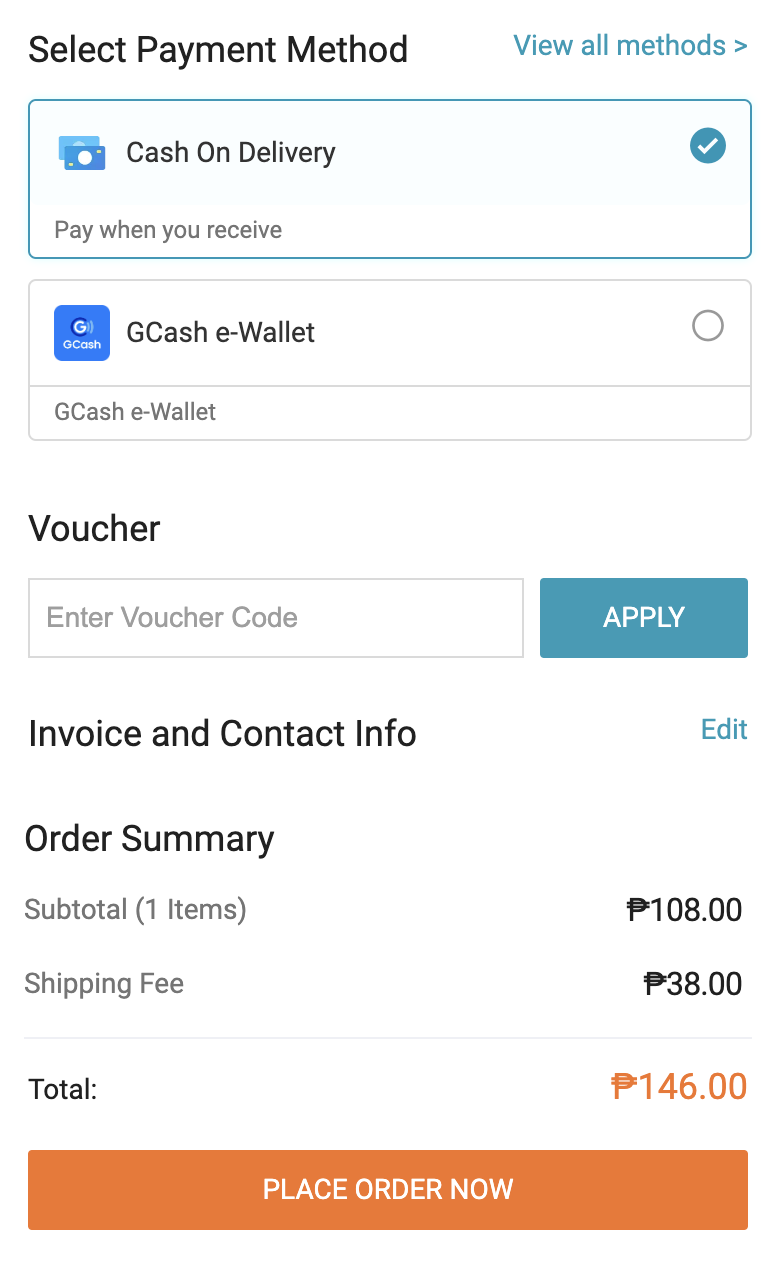 Select Payment Method
View all methods >
Cash On Delivery
Pay when you receive
G
GCash
GCash e-Wallet
GCash e-Wallet
Voucher
Enter Voucher Code
APPLY
Invoice and Contact Info
Edit
Order Summary
Subtotal (1 Items)
₱108.00
Shipping Fee
₱38.00
Total:
₱146.00
PLACE ORDER NOW